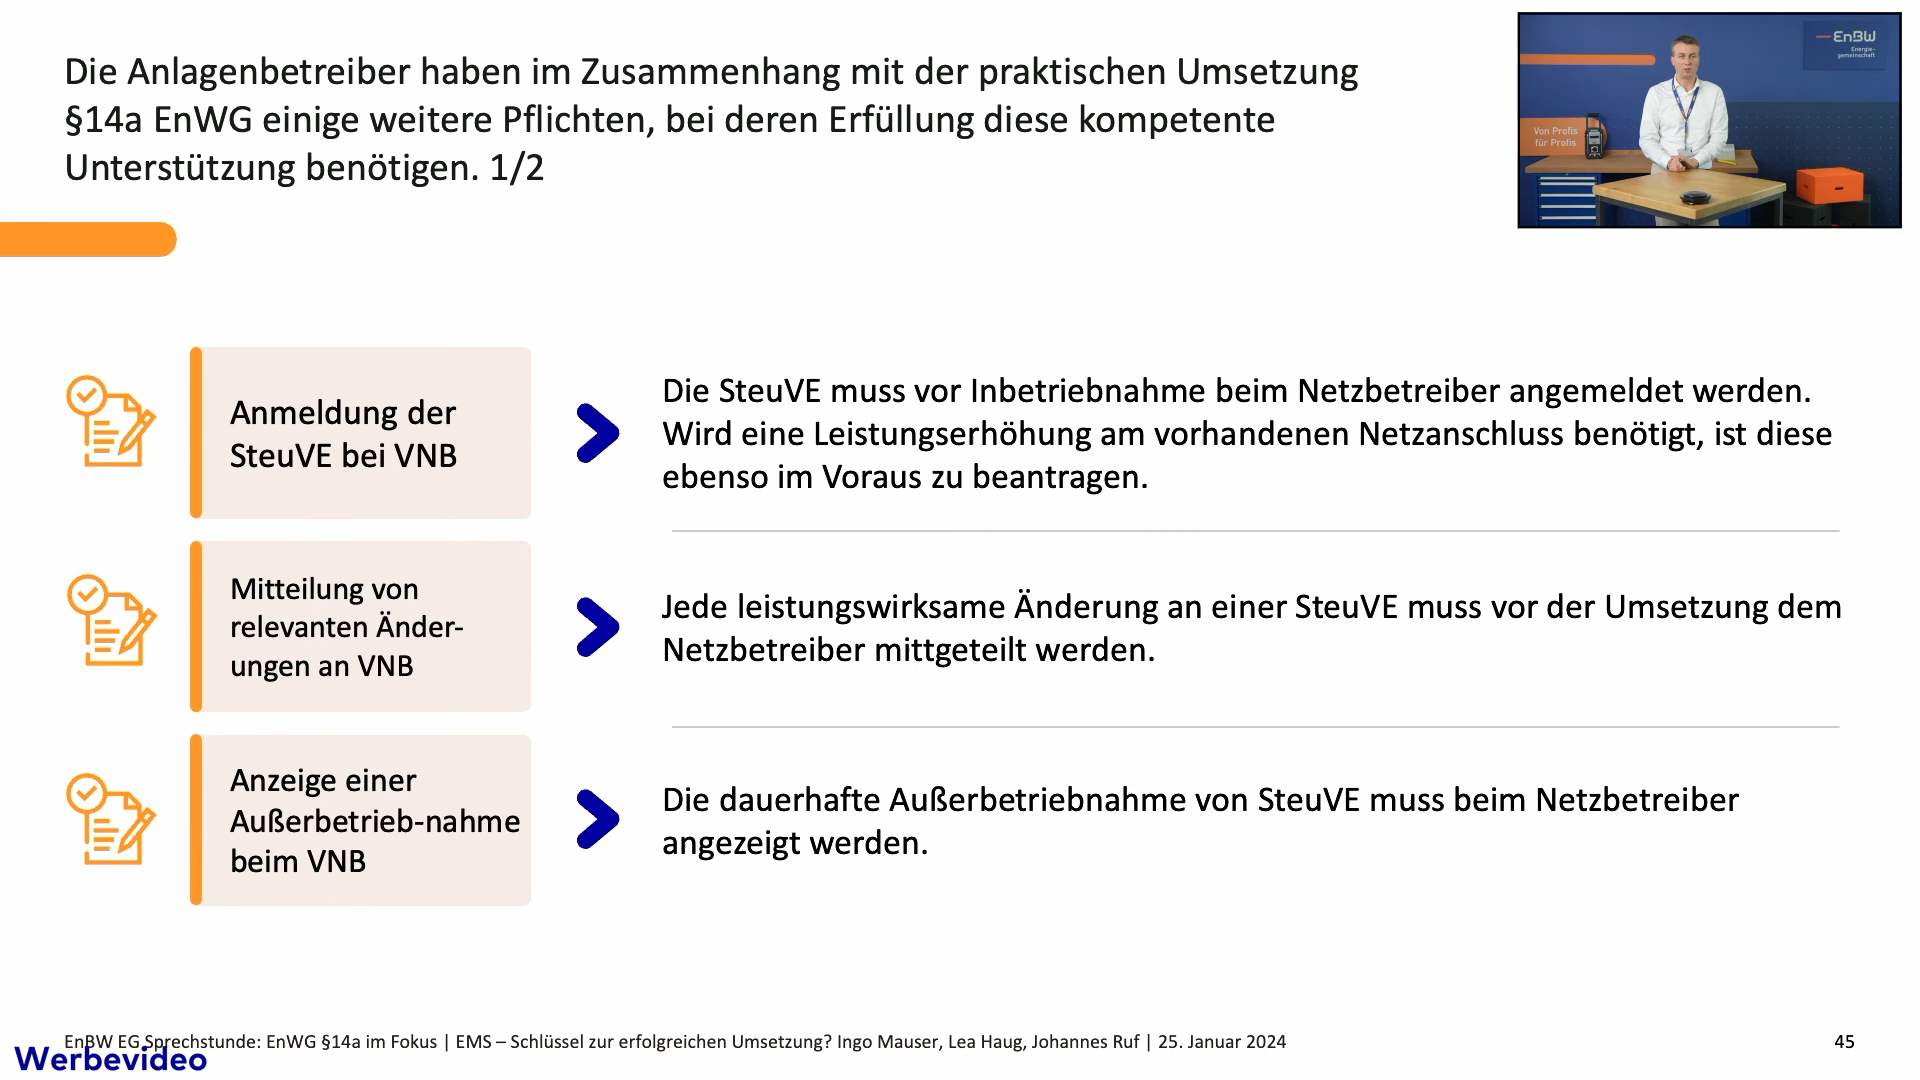 Die Anlagenbetreiber haben im Zusammenhang mit der praktischen Umsetzung
§14a EnWG einige weitere Pflichten, bei deren Erfüllung diese kompetente
Unterstützung benötigen. 1/2
EnBW
Energie-
gemeinschaft
Von Profis
für Profis
Anmeldung der
SteuVE bei VNB
Die SteuVE muss vor Inbetriebnahme beim Netzbetreiber angemeldet werden.
Wird eine Leistungserhöhung am vorhandenen Netzanschluss benötigt, ist diese
ebenso im Voraus zu beantragen.
Mitteilung von
relevanten Änder-
ungen an VNB
Jede leistungswirksame Änderung an einer SteuVE muss vor der Umsetzung dem
Netzbetreiber mittgeteilt werden.
Anzeige einer
Außerbetrieb-nahme
beim VNB
Die dauerhafte Außerbetriebnahme von SteuVE muss beim Netzbetreiber
angezeigt werden.
EnBW EG Sprechstunde: EnWG §14a im Fokus | EMS – Schlüssel zur erfolgreichen Umsetzung? Ingo Mauser, Lea Haug, Johannes Ruf | 25. Januar 2024
45
Werbevideo